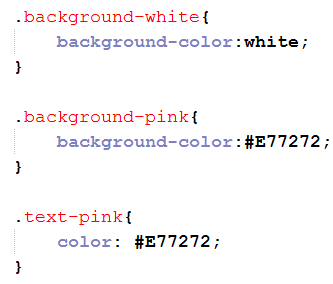 .background-white{
    background-color:white;
}

.background-pink{
    background-color:#E77272;
}

.text-pink{
    color: #E77272;
}